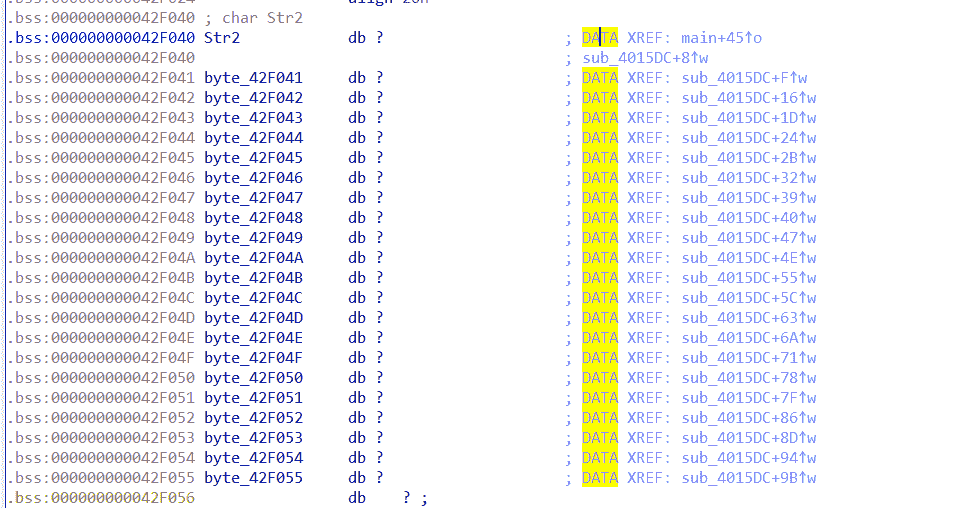 .bss:000000000042F024 align 20h
.bss:000000000042F040 ; char Str2
.bss:000000000042F040 Str2 db ? ; DATA XREF: main+45↑o
.bss:000000000042F040 ; sub_4015DC+8↑w
.bss:000000000042F041 byte_42F041 db ? ; DATA XREF: sub_4015DC+F↑w
.bss:000000000042F042 byte_42F042 db ? ; DATA XREF: sub_4015DC+16↑w
.bss:000000000042F043 byte_42F043 db ? ; DATA XREF: sub_4015DC+1D↑w
.bss:000000000042F044 byte_42F044 db ? ; DATA XREF: sub_4015DC+24↑w
.bss:000000000042F045 byte_42F045 db ? ; DATA XREF: sub_4015DC+2B↑w
.bss:000000000042F046 byte_42F046 db ? ; DATA XREF: sub_4015DC+32↑w
.bss:000000000042F047 byte_42F047 db ? ; DATA XREF: sub_4015DC+39↑w
.bss:000000000042F048 byte_42F048 db ? ; DATA XREF: sub_4015DC+40↑w
.bss:000000000042F049 byte_42F049 db ? ; DATA XREF: sub_4015DC+47↑w
.bss:000000000042F04A byte_42F04A db ? ; DATA XREF: sub_4015DC+4E↑w
.bss:000000000042F04B byte_42F04B db ? ; DATA XREF: sub_4015DC+55↑w
.bss:000000000042F04C byte_42F04C db ? ; DATA XREF: sub_4015DC+5C↑w
.bss:000000000042F04D byte_42F04D db ? ; DATA XREF: sub_4015DC+63↑w
.bss:000000000042F04E byte_42F04E db ? ; DATA XREF: sub_4015DC+6A↑w
.bss:000000000042F04F byte_42F04F db ? ; DATA XREF: sub_4015DC+71↑w
.bss:000000000042F050 byte_42F050 db ? ; DATA XREF: sub_4015DC+78↑w
.bss:000000000042F051 byte_42F051 db ? ; DATA XREF: sub_4015DC+7F↑w
.bss:000000000042F052 byte_42F052 db ? ; DATA XREF: sub_4015DC+86↑w
.bss:000000000042F053 byte_42F053 db ? ; DATA XREF: sub_4015DC+8D↑w
.bss:000000000042F054 byte_42F054 db ? ; DATA XREF: sub_4015DC+94↑w
.bss:000000000042F055 byte_42F055 db ? ; DATA XREF: sub_4015DC+9B↑w
.bss:000000000042F056 db ? ;